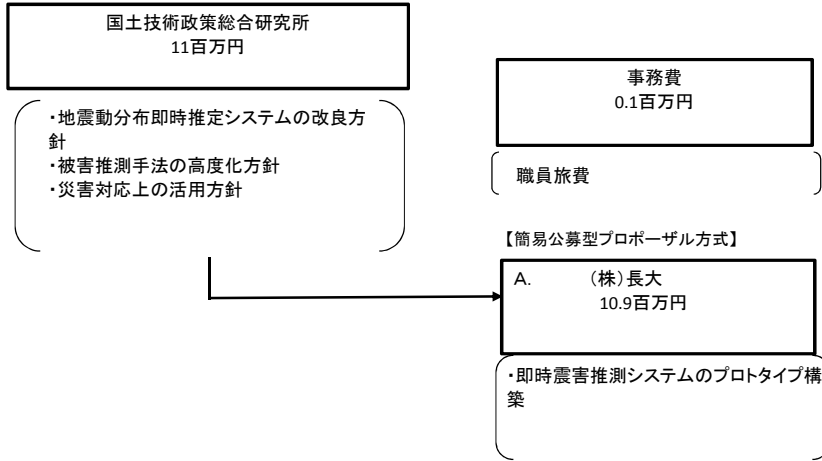 国土技術政策総合研究所
11百万円
・地震動分布即時推定システムの改良方
針
・被害推測手法の高度化方針
・災害対応上の活用方針
事務費
0.1百万円
職員旅費
【簡易公募型プロポーザル方式】
A. (株)長大
10.9百万円
・即時震害推測システムのプロトタイプ構
築